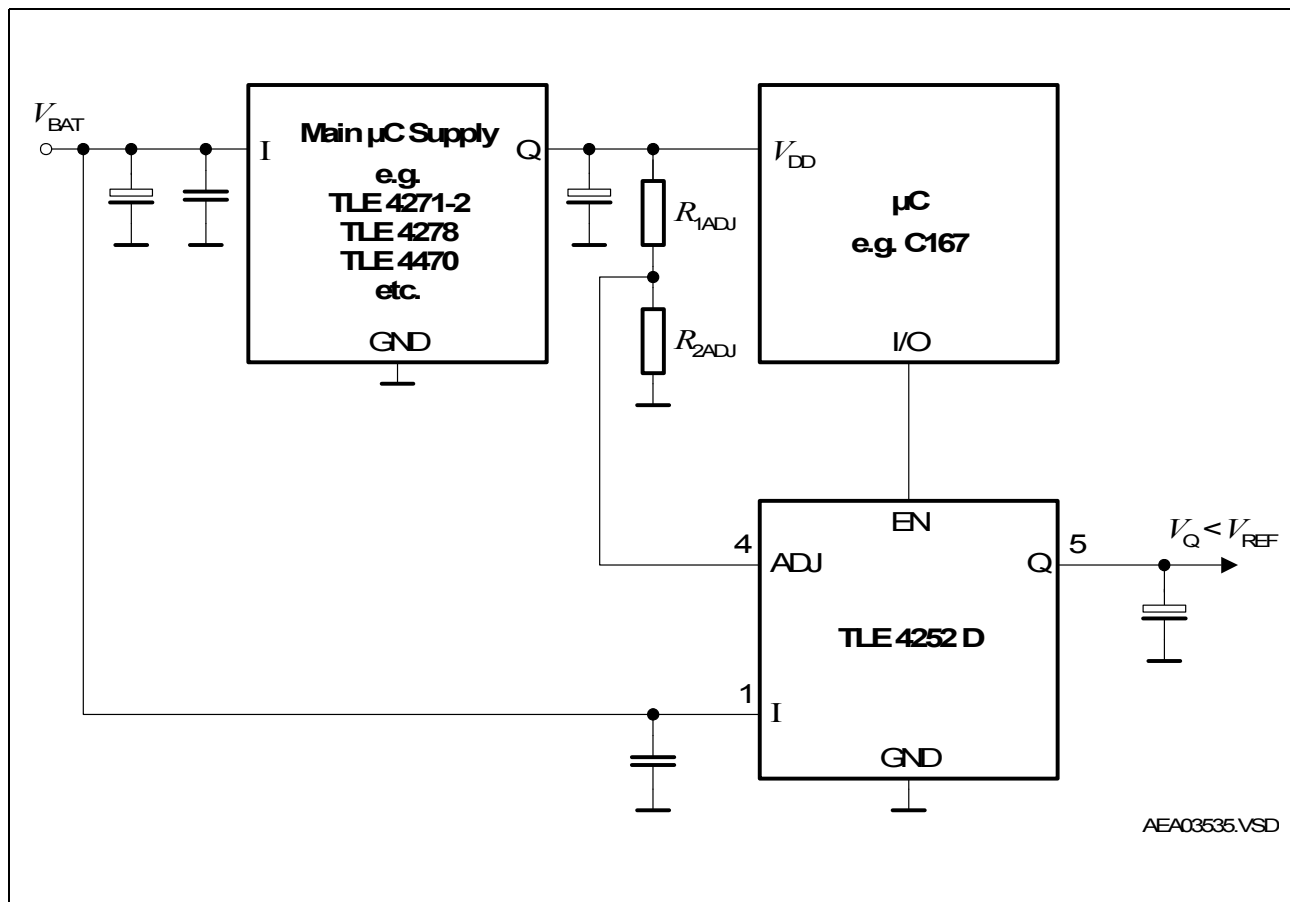 V_BAT
I
Main µC Supply
e.g.
TLE 4271-2
TLE 4278
TLE 4470
etc.
Q
GND
R_1ADJ
R_2ADJ
V_DD
µC
e.g. C167
I/O
EN
4
ADJ
Q
5
V_Q < V_REF
TLE 4252 D
1
I
GND
AEA03535.VSD